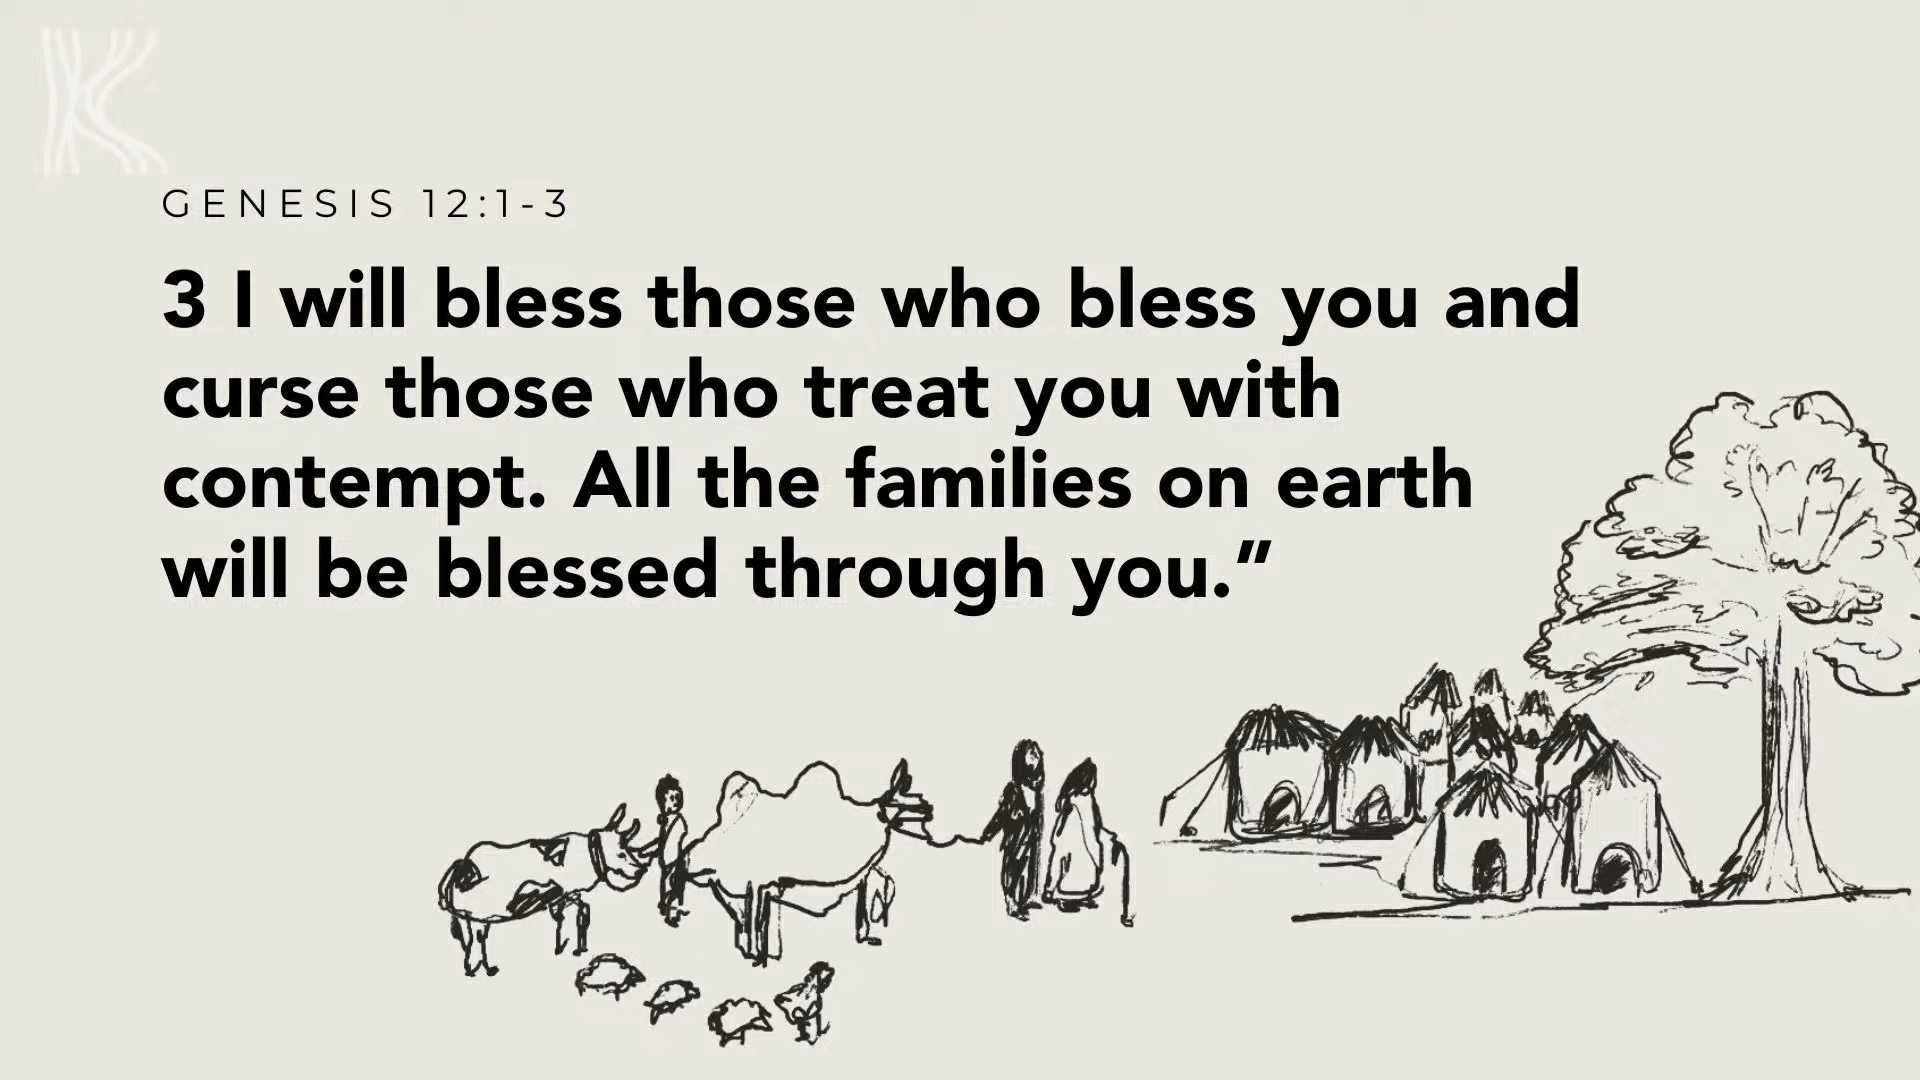 K
GENESIS 12:1-3
3 I will bless those who bless you and
curse those who treat you with
contempt. All the families on earth
will be blessed through you.”